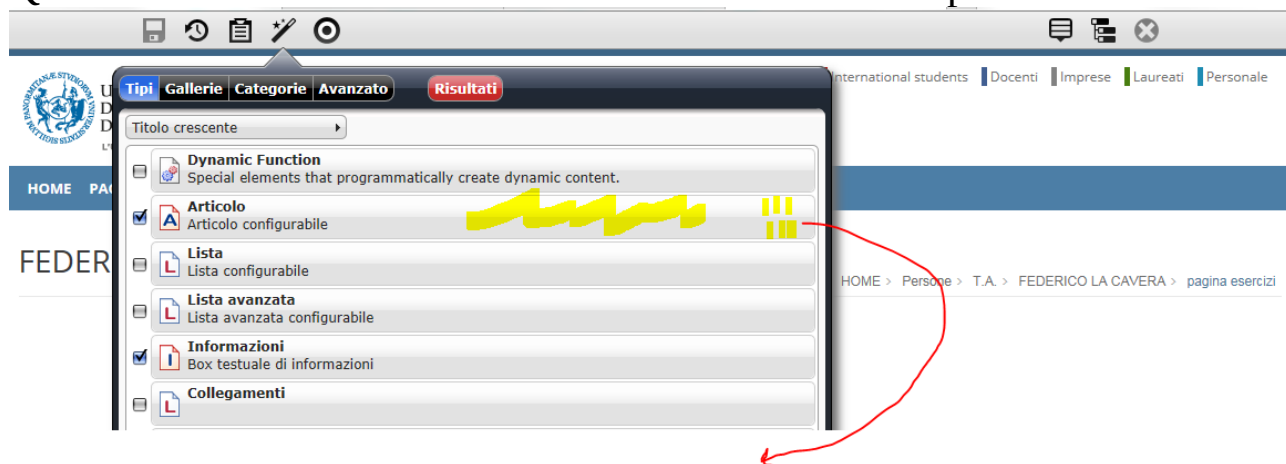 Tipi Gallerie Categorie Avanzato Risultati
International students Docenti Imprese Laureati Personale
Titolo crescente
Dynamic Function
Special elements that programmatically create dynamic content.
HOME
Articolo
Articolo configurabile
FEDER
Lista
Lista configurabile
HOME > Persone > T.A. > FEDERICO LA CAVERA > pagina esercizi
Lista avanzata
Lista avanzata configurabile
Informazioni
Box testuale di informazioni
Collegamenti